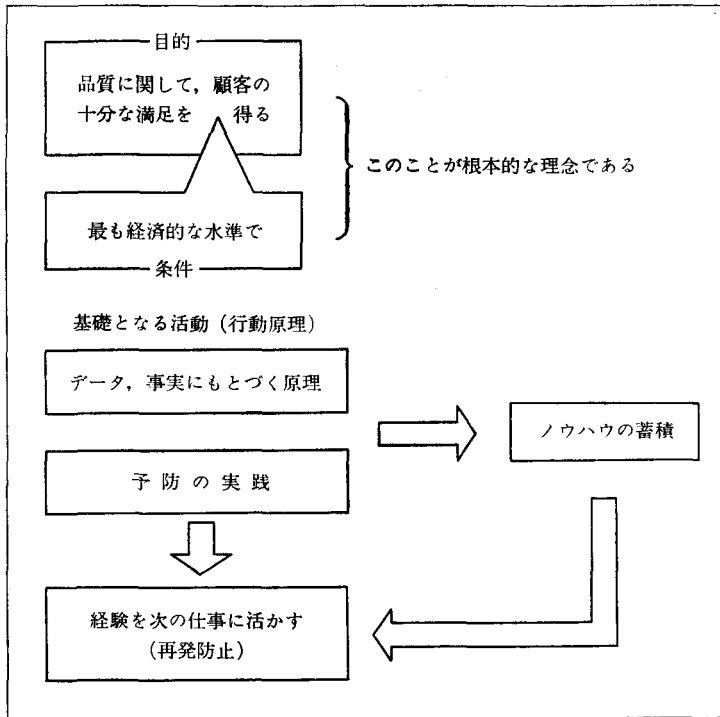 目的
品質に関して，顧客の
十分な満足を 得る
このことが根本的な理念である
最も経済的な水準で
条件
基礎となる活動（行動原理）
データ，事実にもとづく原理
ノウハウの蓄積
予防の実践
経験を次の仕事に活かす
（再発防止）